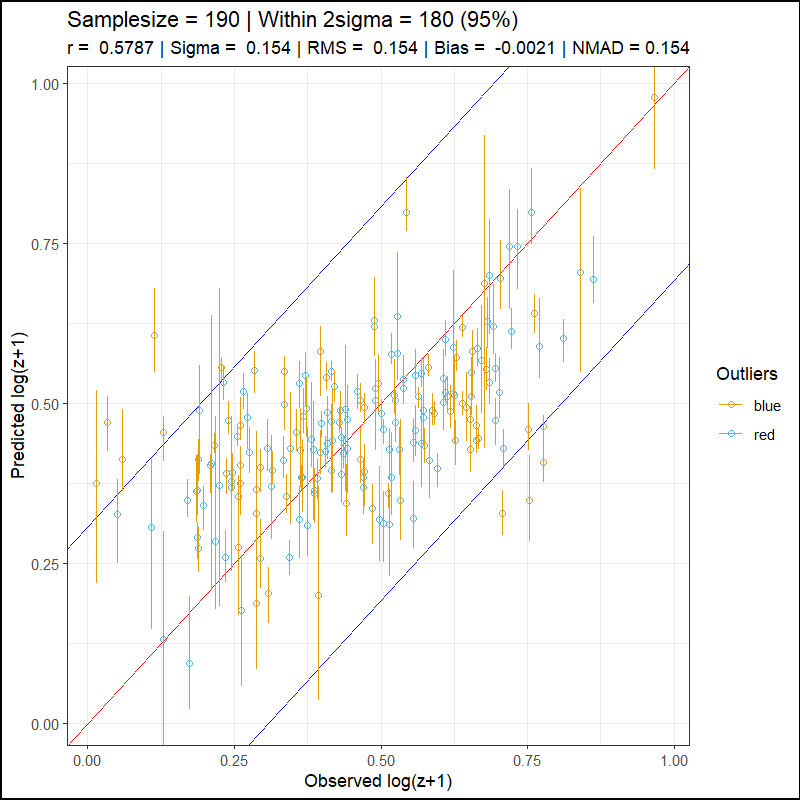 Samplesize = 190 | Within 2sigma = 180 (95%)
r =  0.5787 | Sigma =  0.154 | RMS =  0.154 | Bias =  -0.0021 | NMAD = 0.154
1.00
0.75
0.50
0.25
0.00
Predicted log(z+1)
0.00 0.25 0.50 0.75 1.00
Observed log(z+1)
Outliers
blue
red